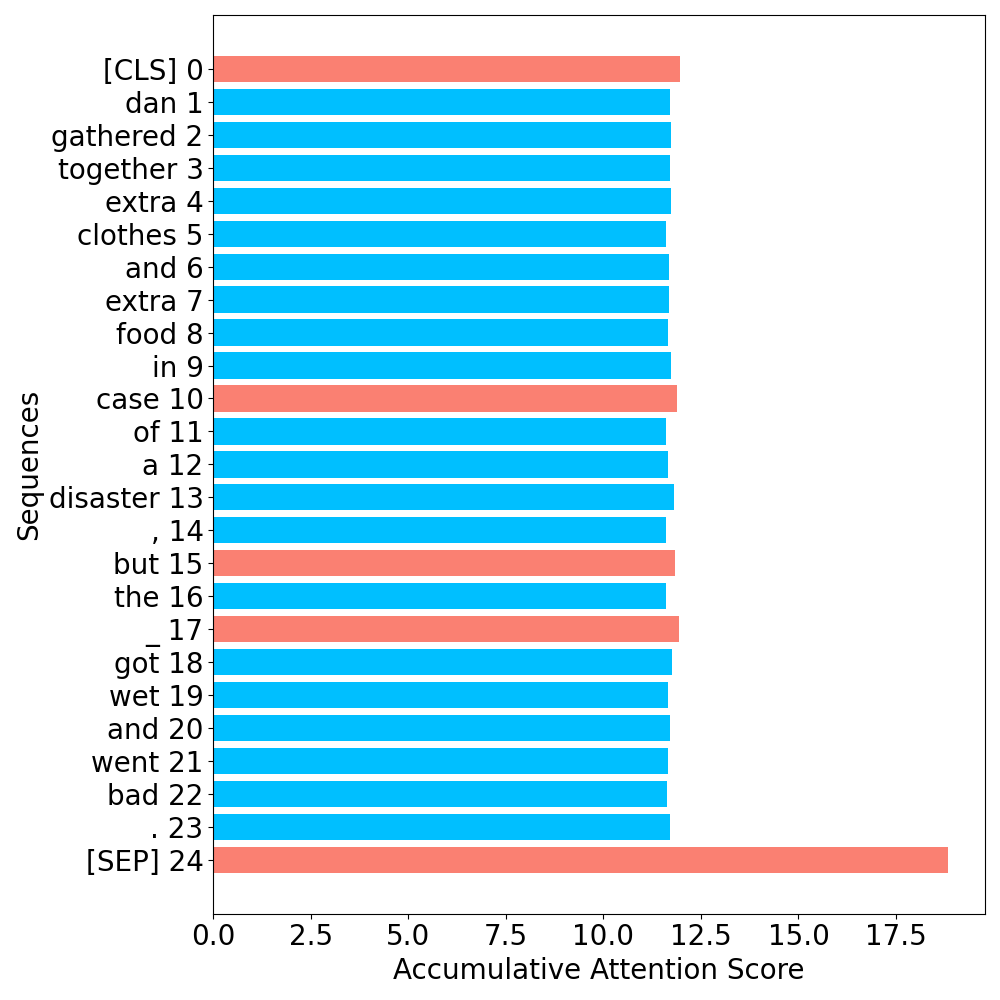 [CLS] 0
dan 1
gathered 2
together 3
extra 4
clothes 5
and 6
extra 7
food 8
in 9
case 10
of 11
a 12
disaster 13
, 14
but 15
the 16
_ 17
got 18
wet 19
and 20
went 21
bad 22
. 23
[SEP] 24
Sequences
0.0 2.5 5.0 7.5 10.0 12.5 15.0 17.5
Accumulative Attention Score